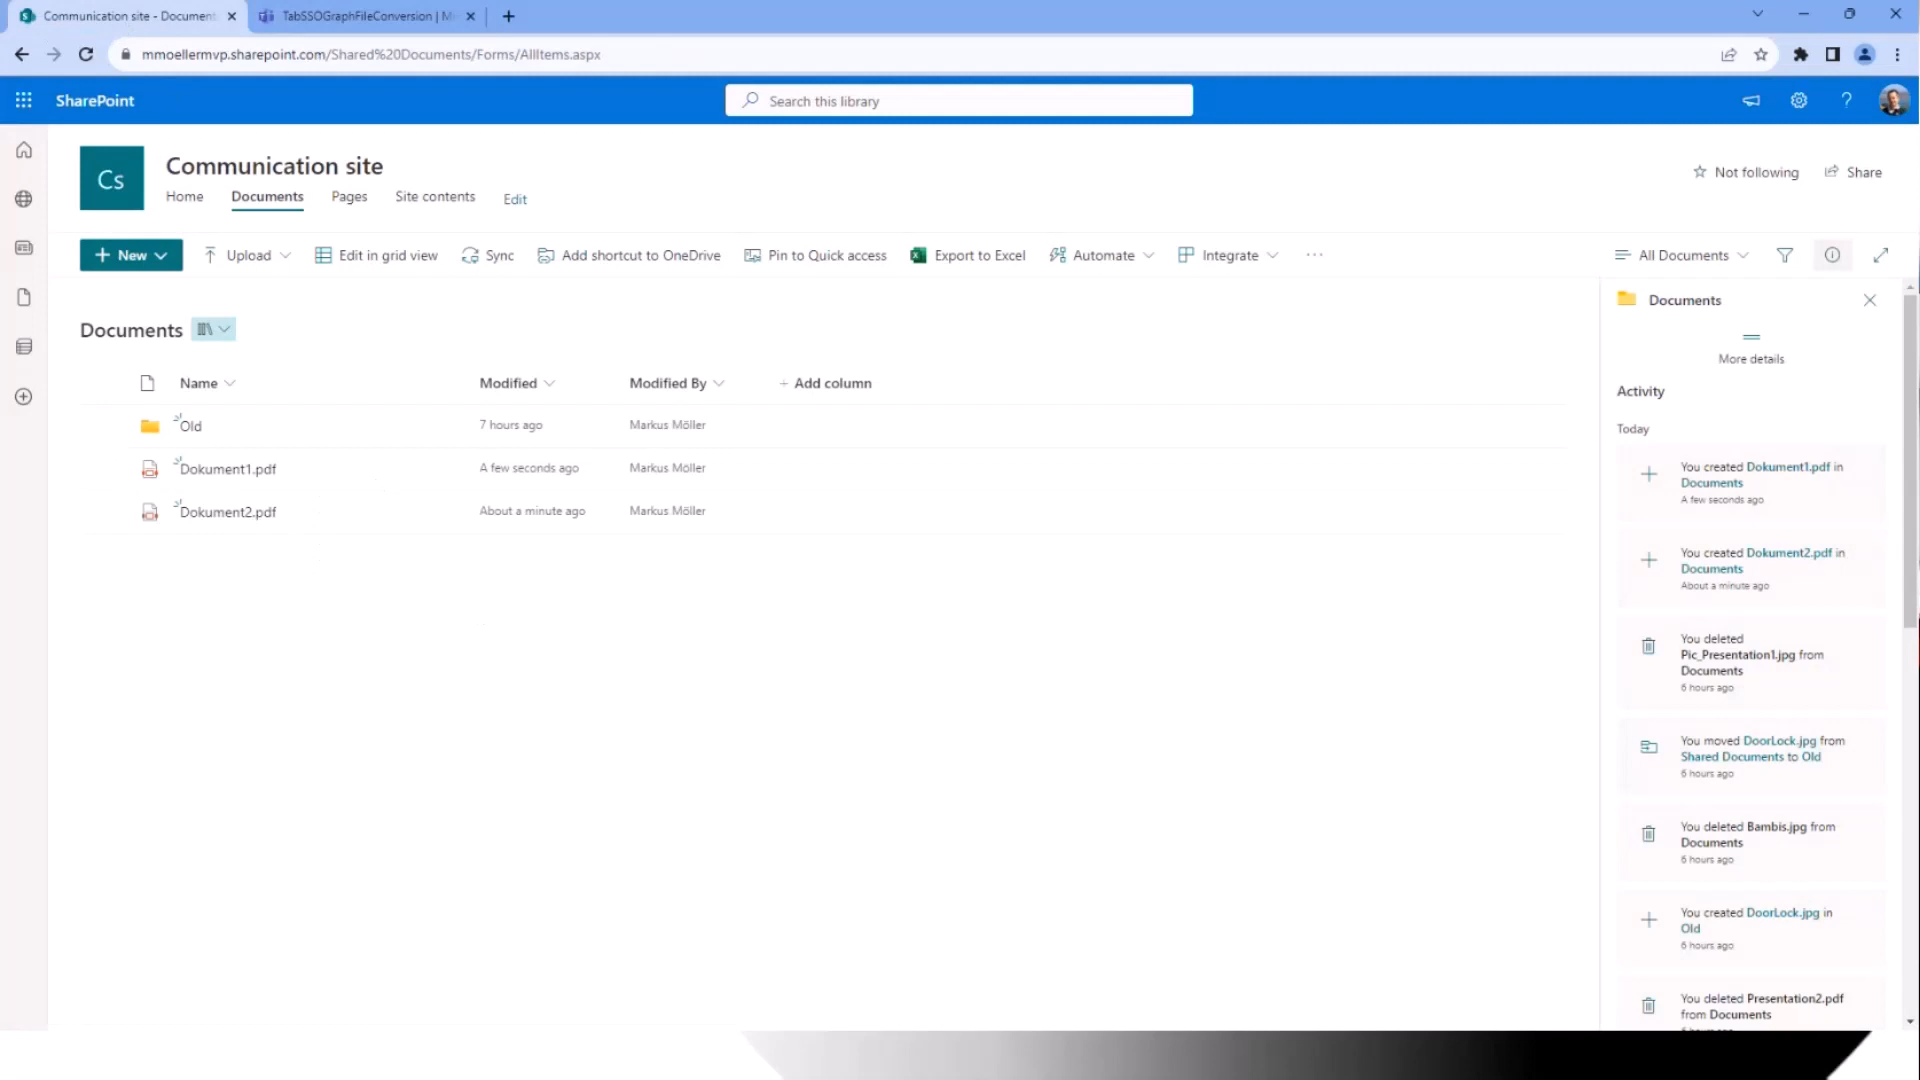 Communication site - Document
TabSSOGraphFileConversion | M
mmoellermvp.sharepoint.com/Shared%20Documents/Forms/AllItems.aspx
SharePoint
Search this library
?
Cs
Communication site
Home Documents Pages Site contents Edit
Not following Share
New Upload Edit in grid view Sync Add shortcut to OneDrive Pin to Quick access Export to Excel Automate Integrate ... All Documents
Documents
Name Modified Modified By + Add column
Old 7 hours ago Markus Möller
Dokument1.pdf A few seconds ago Markus Möller
Dokument2.pdf About a minute ago Markus Möller
Documents
More details
Activity
Today
You created Dokument1.pdf in
Documents
A few seconds ago
You created Dokument2.pdf in
Documents
About a minute ago
You deleted
Pic_Presentation1.jpg from
Documents
6 hours ago
You moved DoorLock.jpg from
Shared Documents to Old
6 hours ago
You deleted Bambis.jpg from
Documents
6 hours ago
You created DoorLock.jpg in
Old
6 hours ago
You deleted Presentation2.pdf
from Documents